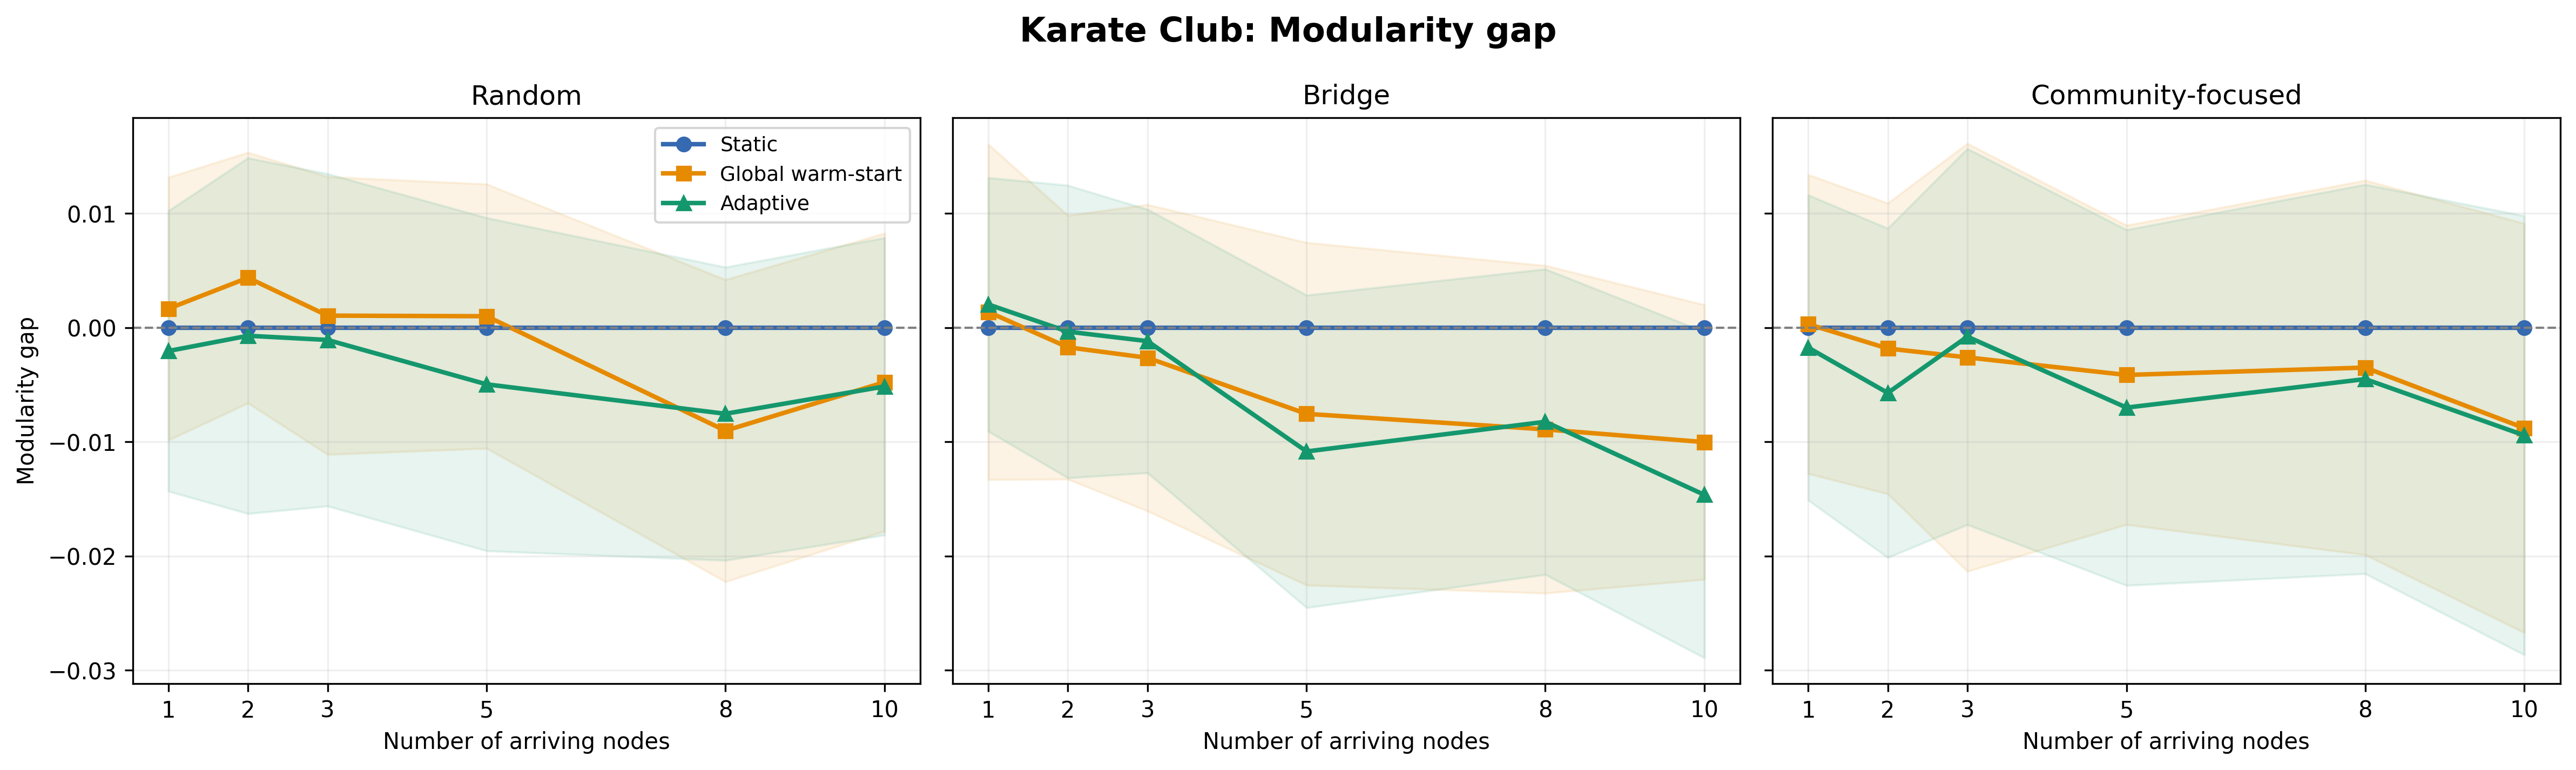 Karate Club: Modularity gap
Random
Bridge
Community-focused
Static
Global warm-start
Adaptive
Modularity gap
0.01
0.00
−0.01
−0.02
−0.03
1 2 3 5 8 10
1 2 3 5 8 10
1 2 3 5 8 10
Number of arriving nodes
Number of arriving nodes
Number of arriving nodes